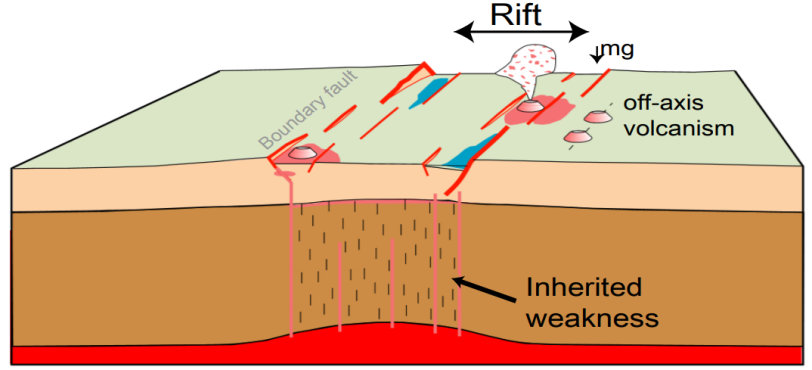 Rift
mg
Boundary fault
off-axis
volcanism
Inherited
weakness